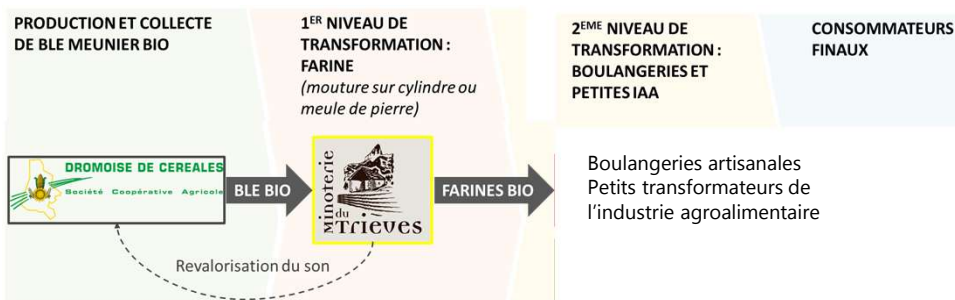 PRODUCTION ET COLLECTE
DE BLE MEUNIER BIO
1ER NIVEAU DE
TRANSFORMATION :
FARINE
(mouture sur cylindre ou
meule de pierre)
2EME NIVEAU DE
TRANSFORMATION :
BOULANGERIES ET
PETITES IAA
CONSOMMATEURS
FINAUX
DROMOISE DE CEREALES
Société Coopérative Agricole
BLE BIO
Minoterie
du
TRIEVES
FARINES BIO
Boulangeries artisanales
Petits transformateurs de
l'industrie agroalimentaire
Revalorisation du son